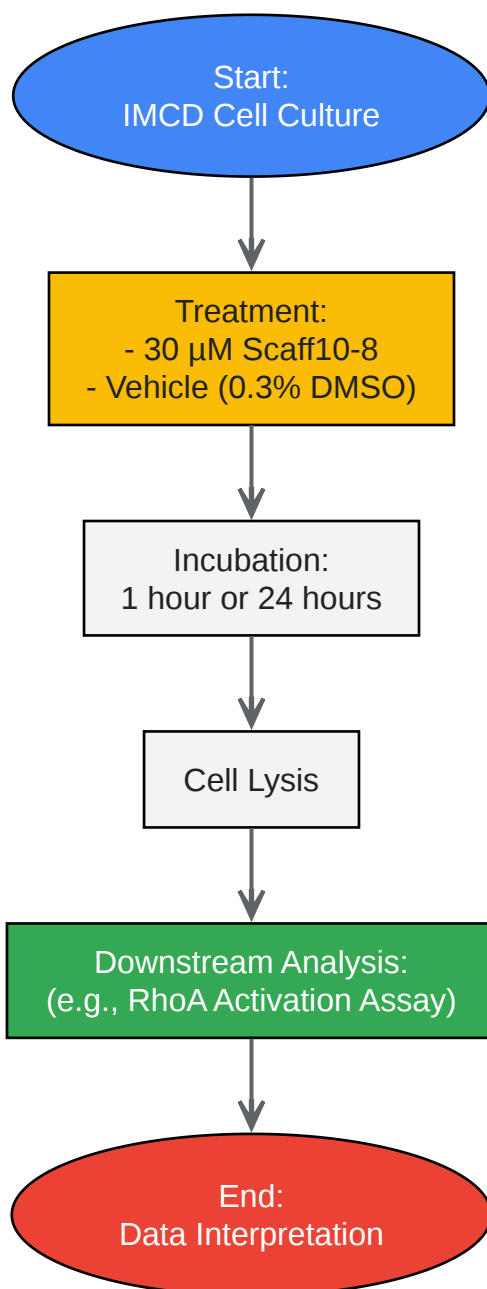 Start:
IMCD Cell Culture
Treatment:
- 30 µM Scaff10-8
- Vehicle (0.3% DMSO)
Incubation:
1 hour or 24 hours
Cell Lysis
Downstream Analysis:
(e.g., RhoA Activation Assay)
End:
Data Interpretation